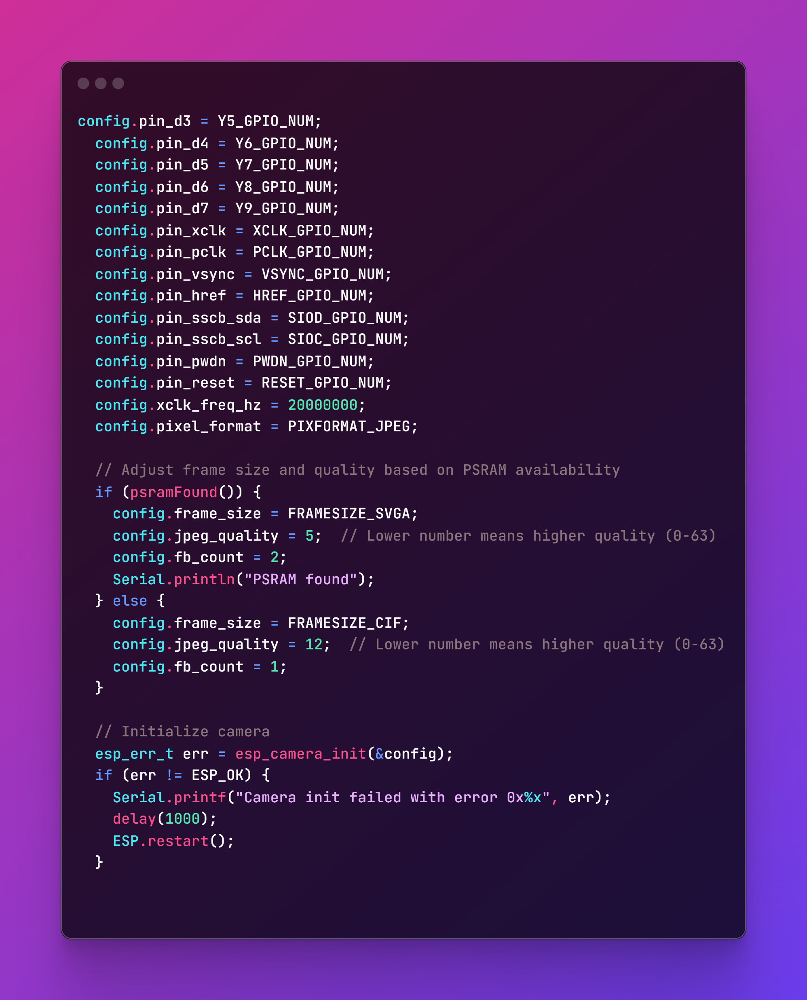 config.pin_d3 = Y5_GPIO_NUM;
  config.pin_d4 = Y6_GPIO_NUM;
  config.pin_d5 = Y7_GPIO_NUM;
  config.pin_d6 = Y8_GPIO_NUM;
  config.pin_d7 = Y9_GPIO_NUM;
  config.pin_xclk = XCLK_GPIO_NUM;
  config.pin_pclk = PCLK_GPIO_NUM;
  config.pin_vsync = VSYNC_GPIO_NUM;
  config.pin_href = HREF_GPIO_NUM;
  config.pin_sscb_sda = SIOD_GPIO_NUM;
  config.pin_sscb_scl = SIOC_GPIO_NUM;
  config.pin_pwdn = PWDN_GPIO_NUM;
  config.pin_reset = RESET_GPIO_NUM;
  config.xclk_freq_hz = 20000000;
  config.pixel_format = PIXFORMAT_JPEG;

  // Adjust frame size and quality based on PSRAM availability
  if (psramFound()) {
    config.frame_size = FRAMESIZE_SVGA;
    config.jpeg_quality = 5;  // Lower number means higher quality (0-63)
    config.fb_count = 2;
    Serial.println("PSRAM found");
  } else {
    config.frame_size = FRAMESIZE_CIF;
    config.jpeg_quality = 12;  // Lower number means higher quality (0-63)
    config.fb_count = 1;
  }

  // Initialize camera
  esp_err_t err = esp_camera_init(&config);
  if (err != ESP_OK) {
    Serial.printf("Camera init failed with error 0x%x", err);
    delay(1000);
    ESP.restart();
  }